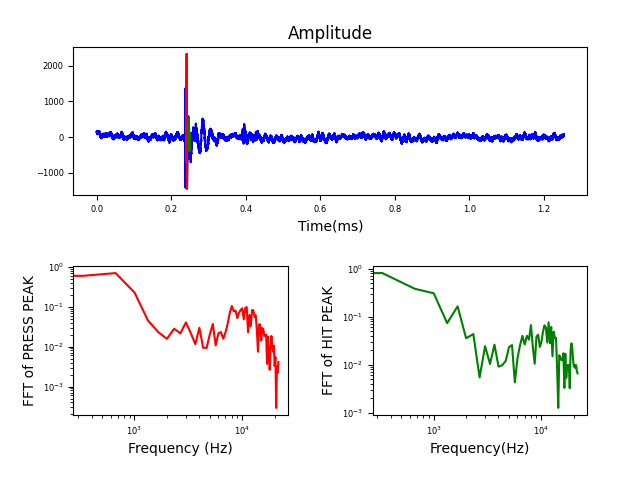 Amplitude
2000
1000
0
−1000
0.0 0.2 0.4 0.6 0.8 1.0 1.2
Time(ms)
FFT of PRESS PEAK
10⁰
10⁻¹
10⁻²
10⁻³
10³ 10⁴
Frequency (Hz)
FFT of HIT PEAK
10⁰
10⁻¹
10⁻²
10⁻³
10³ 10⁴
Frequency(Hz)